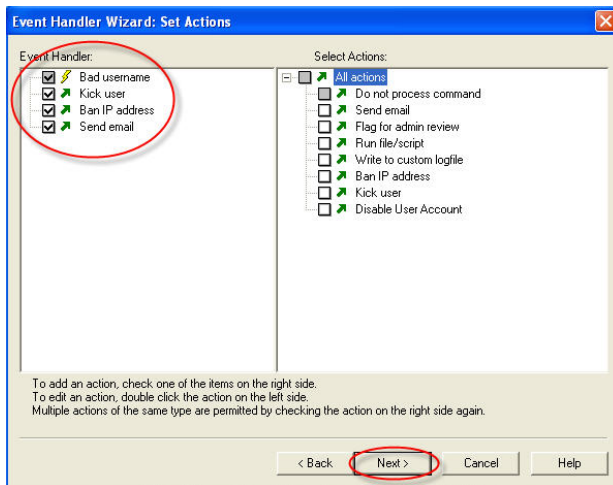 Event Handler Wizard: Set Actions
Event Handler:
Bad username
Kick user
Ban IP address
Send email
Select Actions:
All actions
Do not process command
Send email
Flag for admin review
Run file/script
Write to custom logfile
Ban IP address
Kick user
Disable User Account
To add an action, check one of the items on the right side.
To edit an action, double click the action on the left side.
Multiple actions of the same type are permitted by checking the action on the right side again.
< Back Next > Cancel Help